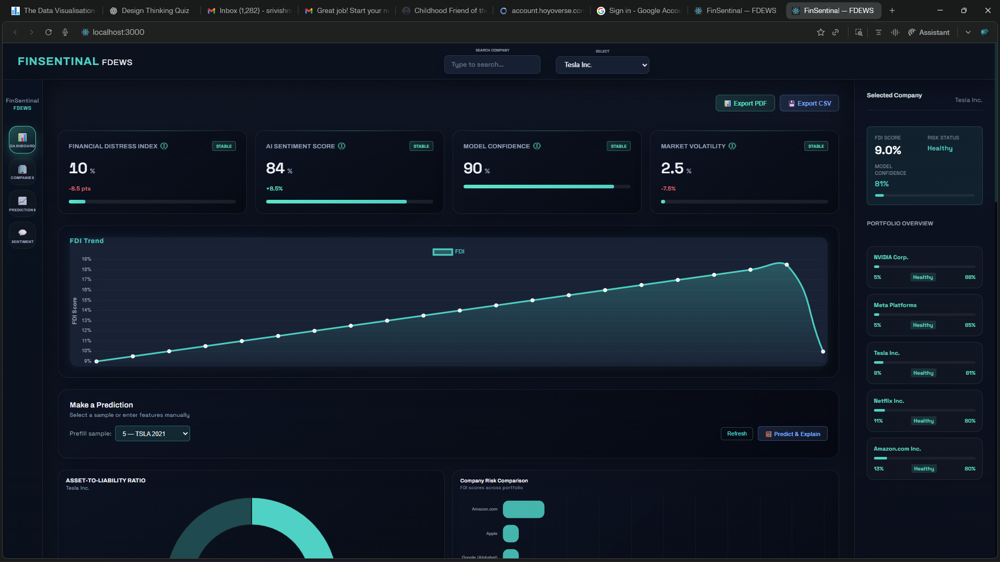 The Data Visualisation
Design Thinking Quiz
Inbox (1,282) - srivishn
Great job! Start your ne
Childhood Friend of the
account.hoyoverse.com
Sign in - Google Accou
FinSentinal — FDEWS
FinSentinal — FDEWS
localhost:3000
Assistant
FINSENTINAL FDEWS
SEARCH COMPANY
Type to search...
SELECT
Tesla Inc.
FinSentinal
FDEWS
DASHBOARD
COMPANIES
PREDICTIONS
SENTIMENT
Export PDF
Export CSV
FINANCIAL DISTRESS INDEX
STABLE
10 %
-8.5 pts
AI SENTIMENT SCORE
STABLE
84 %
+8.5%
MODEL CONFIDENCE
STABLE
90 %
MARKET VOLATILITY
STABLE
2.5 %
-7.5%
FDI Trend
FDI
FDI Score
19%
18%
17%
16%
15%
14%
13%
12%
11%
10%
9%
Make a Prediction
Select a sample or enter features manually
Prefill sample:
5 — TSLA 2021
Refresh
Predict & Explain
ASSET-TO-LIABILITY RATIO
Tesla Inc.
Company Risk Comparison
FDI scores across portfolio
Amazon.com
Apple
Google (Alphabet)
Selected Company
Tesla Inc.
FDI SCORE
9.0%
RISK STATUS
Healthy
MODEL
CONFIDENCE
81%
PORTFOLIO OVERVIEW
NVIDIA Corp.
5% Healthy 88%
Meta Platforms
5% Healthy 85%
Tesla Inc.
9% Healthy 81%
Netflix Inc.
11% Healthy 80%
Amazon.com Inc.
13% Healthy 80%